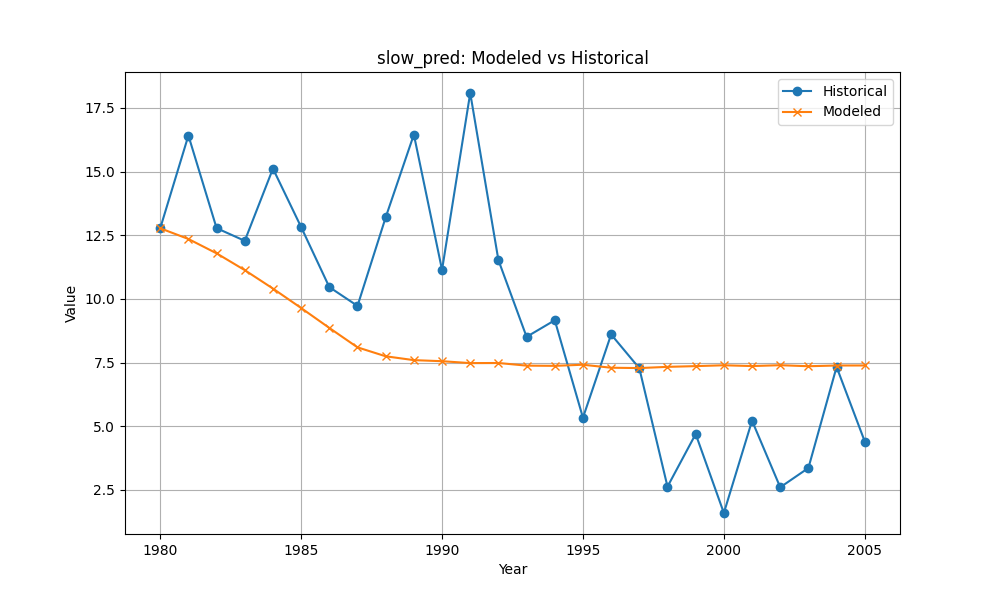 slow_pred: Modeled vs Historical
Historical
Modeled
17.5
15.0
12.5
10.0
7.5
5.0
2.5
Value
1980
1985
1990
1995
2000
2005
Year